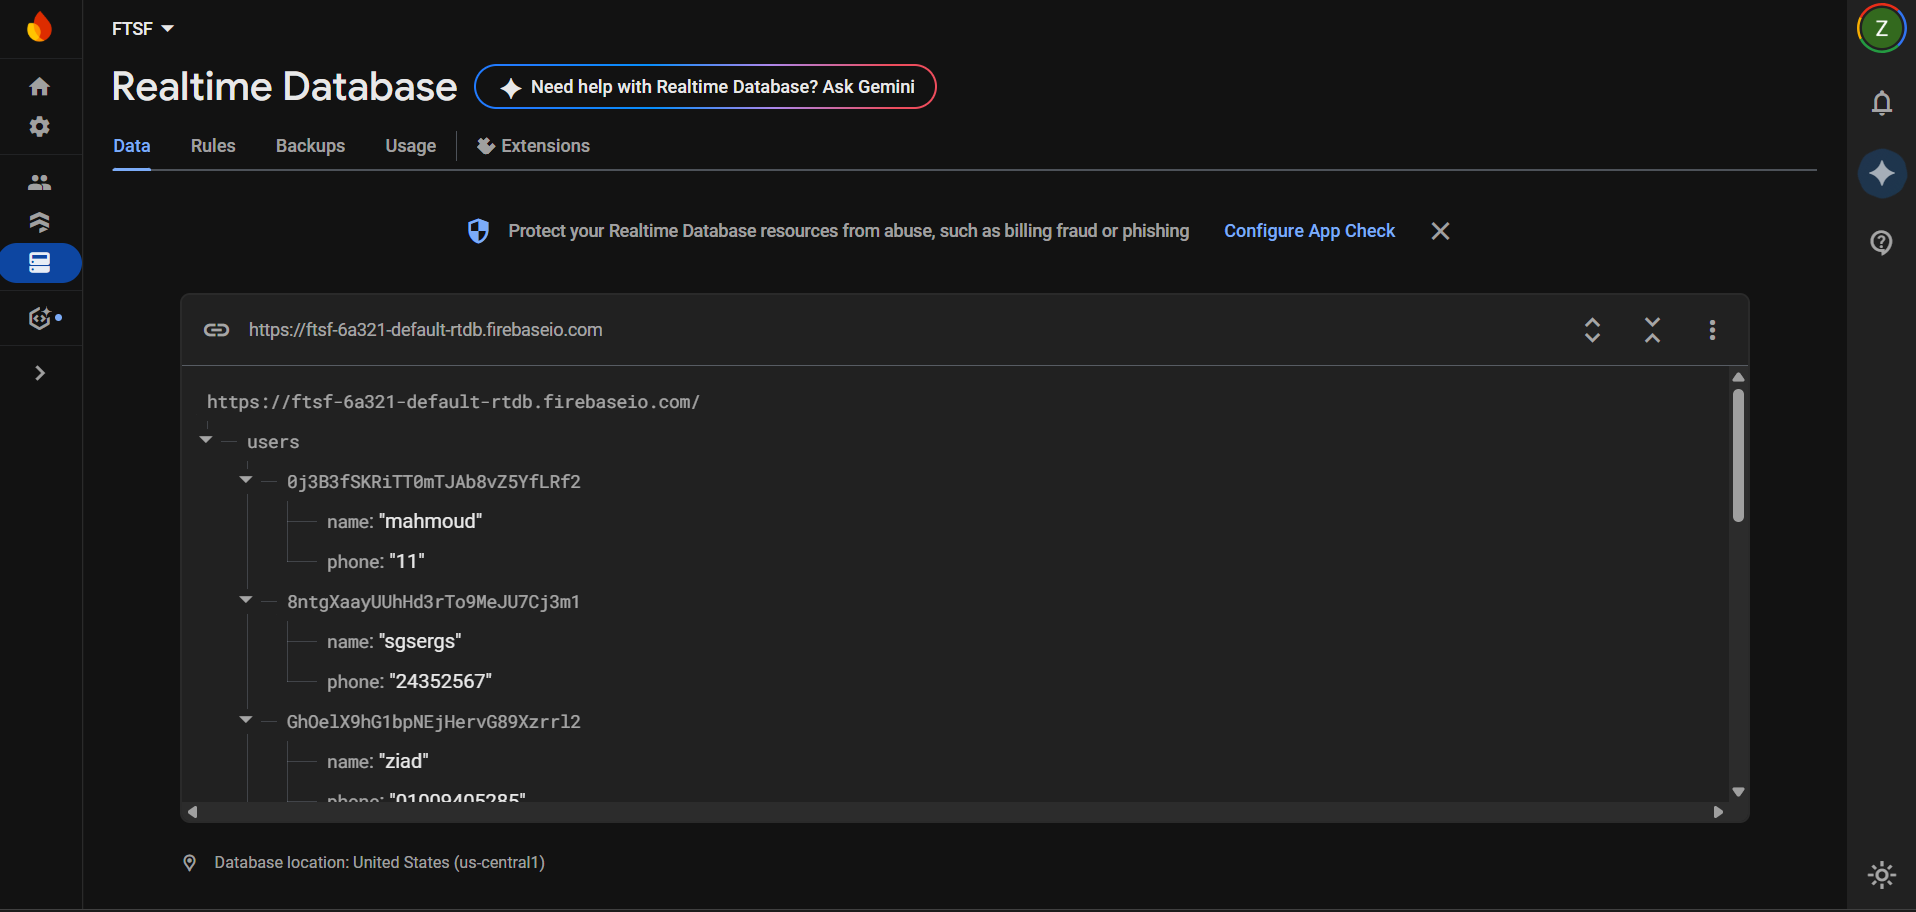 FTSF
Z
Realtime Database
Need help with Realtime Database? Ask Gemini
Data
Rules
Backups
Usage
Extensions
Protect your Realtime Database resources from abuse, such as billing fraud or phishing
Configure App Check
https://ftsf-6a321-default-rtdb.firebaseio.com
https://ftsf-6a321-default-rtdb.firebaseio.com/
users
0j3B3fSKRiTT0mTJAb8vZ5YfLRf2
name: "mahmoud"
phone: "11"
8ntgXaayUUhHd3rTo9MeJU7Cj3m1
name: "sgsergs"
phone: "24352567"
GhOelX9hG1bpNEjHervG89Xzrrl2
name: "ziad"
phone: "01009405285"
Database location: United States (us-central1)